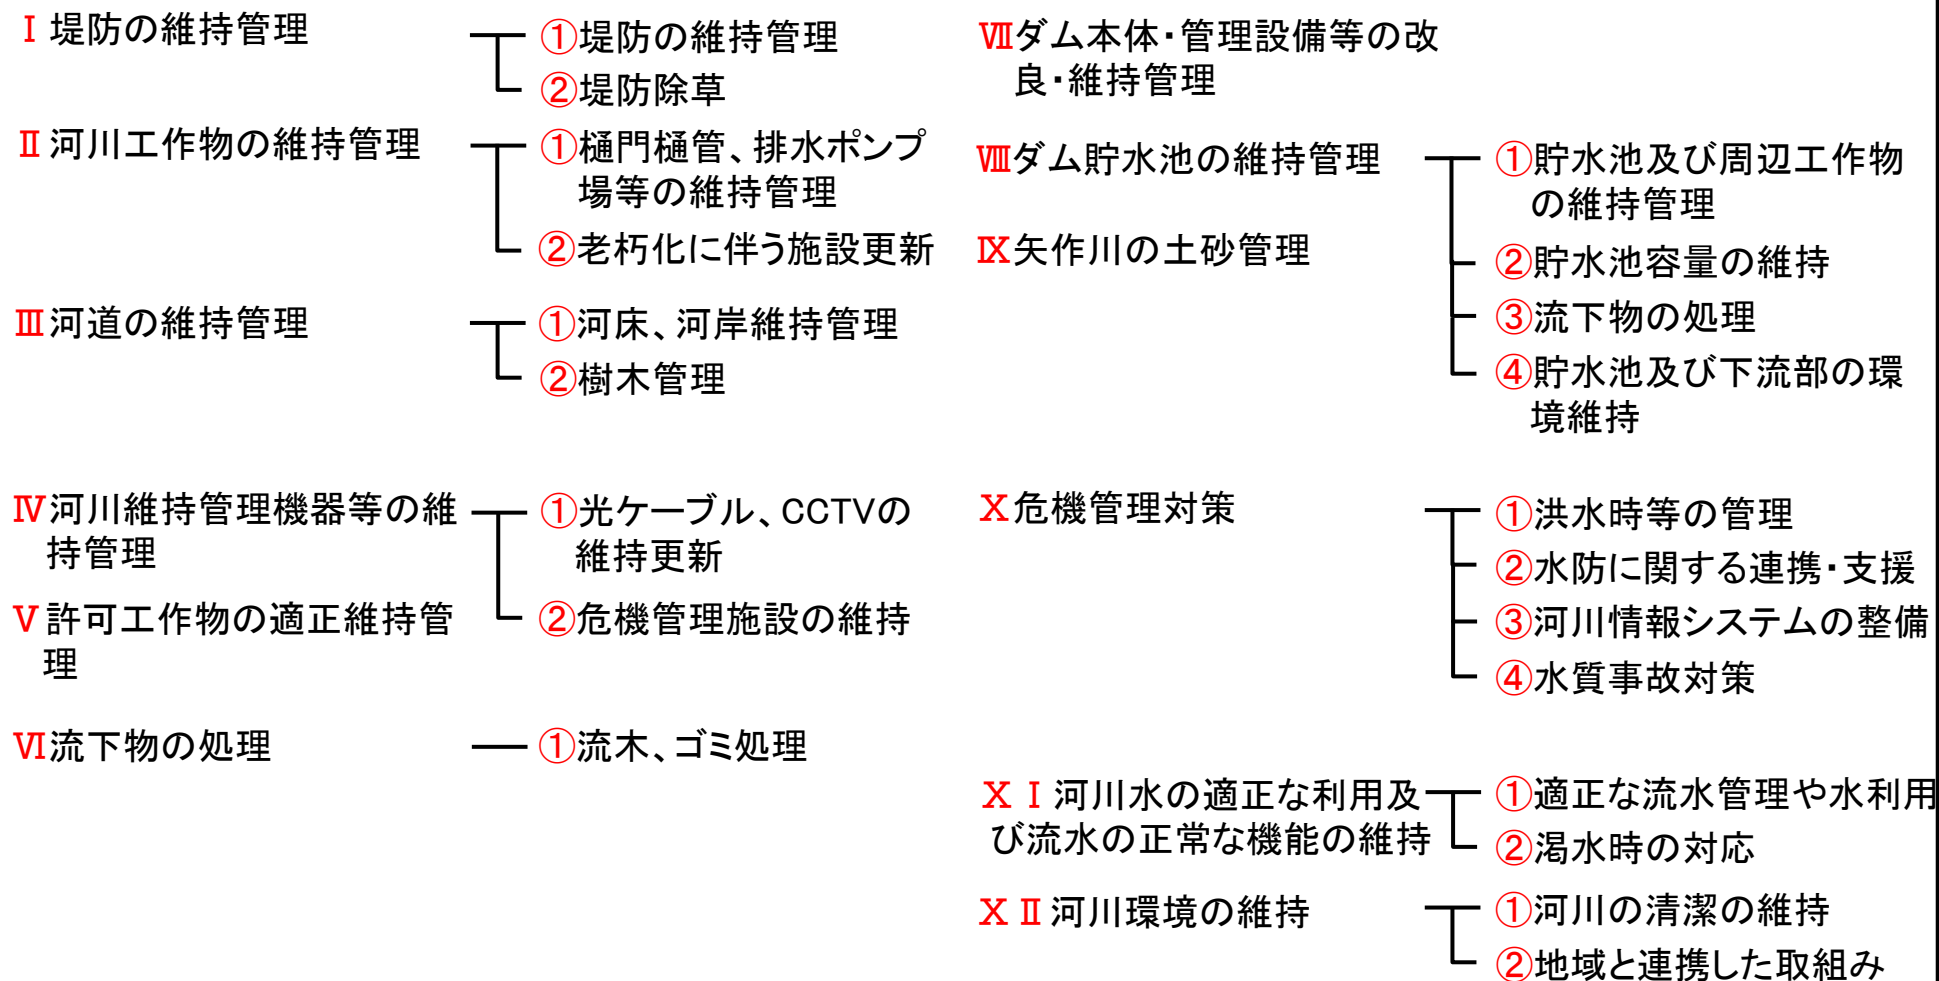 Ⅰ堤防の維持管理
①堤防の維持管理
②堤防除草
Ⅱ河川工作物の維持管理
①樋門樋管、排水ポンプ
場等の維持管理
②老朽化に伴う施設更新
Ⅲ河道の維持管理
①河床、河岸維持管理
②樹木管理
Ⅳ河川維持管理機器等の維
持管理
①光ケーブル、CCTVの
維持更新
②危機管理施設の維持
Ⅴ許可工作物の適正維持管
理
Ⅵ流下物の処理
①流木、ゴミ処理
Ⅶダム本体・管理設備等の改
良・維持管理
Ⅷダム貯水池の維持管理
①貯水池及び周辺工作物
の維持管理
②貯水池容量の維持
③流下物の処理
④貯水池及び下流部の環
境維持
Ⅸ矢作川の土砂管理
Ⅹ危機管理対策
①洪水時等の管理
②水防に関する連携・支援
③河川情報システムの整備
④水質事故対策
ⅩⅠ河川水の適正な利用及
び流水の正常な機能の維持
①適正な流水管理や水利用
②渇水時の対応
ⅩⅡ河川環境の維持
①河川の清潔の維持
②地域と連携した取組み